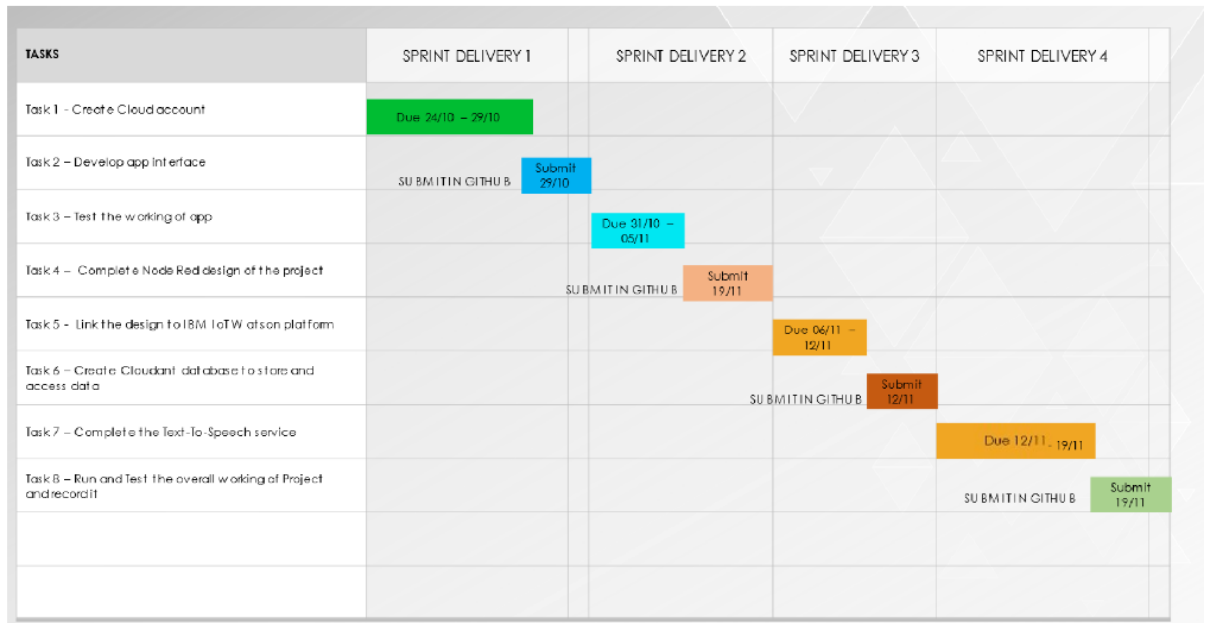 TASKS
SPRINT DELIVERY 1
SPRINT DELIVERY 2
SPRINT DELIVERY 3
SPRINT DELIVERY 4
Task 1 - Create Cloud account
Due 24/10 – 29/10
Task 2 – Develop app interface
SUBMIT IN GITHUB
Submit
29/10
Task 3 – Test the working of app
Due 31/10 –
05/11
Task 4 – Complete Node Red design of the project
SUBMIT IN GITHUB
Submit
19/11
Task 5 - Link the design to IBM IoT Watson platform
Due 06/11 –
12/11
Task 6 – Create Cloudant database to store and
access data
SUBMIT IN GITHUB
Submit
12/11
Task 7 – Complete the Text-To-Speech service
Due 12/11 - 19/11
Task 8 – Run and Test the overall working of Project
and record it
SUBMIT IN GITHUB
Submit
19/11